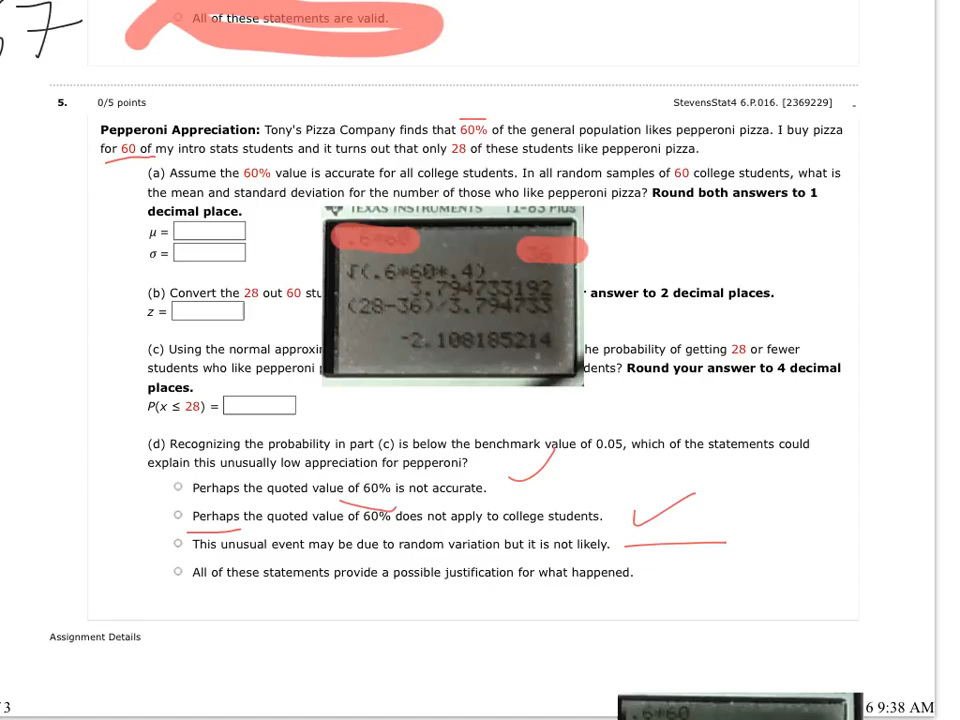 7
All of these statements are valid.
5.
0/5 points
StevensStat4 6.P.016. [2369229]
Pepperoni Appreciation: Tony's Pizza Company finds that 60% of the general population likes pepperoni pizza. I buy pizza
for 60 of my intro stats students and it turns out that only 28 of these students like pepperoni pizza.
(a) Assume the 60% value is accurate for all college students. In all random samples of 60 college students, what is
the mean and standard deviation for the number of those who like pepperoni pizza? Round both answers to 1
decimal place.
TEXAS INSTRUMENTS TI-83 Plus
μ =
.6*60
36
σ =
√(.6*60*.4)
3.794733192
(b) Convert the 28 out 60 stu
answer to 2 decimal places.
(28-36)/3.794733
z =
-2.108185214
(c) Using the normal approxi
he probability of getting 28 or fewer
students who like pepperoni
dents? Round your answer to 4 decimal
places.
P(x ≤ 28) =
(d) Recognizing the probability in part (c) is below the benchmark value of 0.05, which of the statements could
explain this unusually low appreciation for pepperoni?
Perhaps the quoted value of 60% is not accurate.
Perhaps the quoted value of 60% does not apply to college students.
This unusual event may be due to random variation but it is not likely.
All of these statements provide a possible justification for what happened.
Assignment Details
3
6 9:38 AM
.6*60